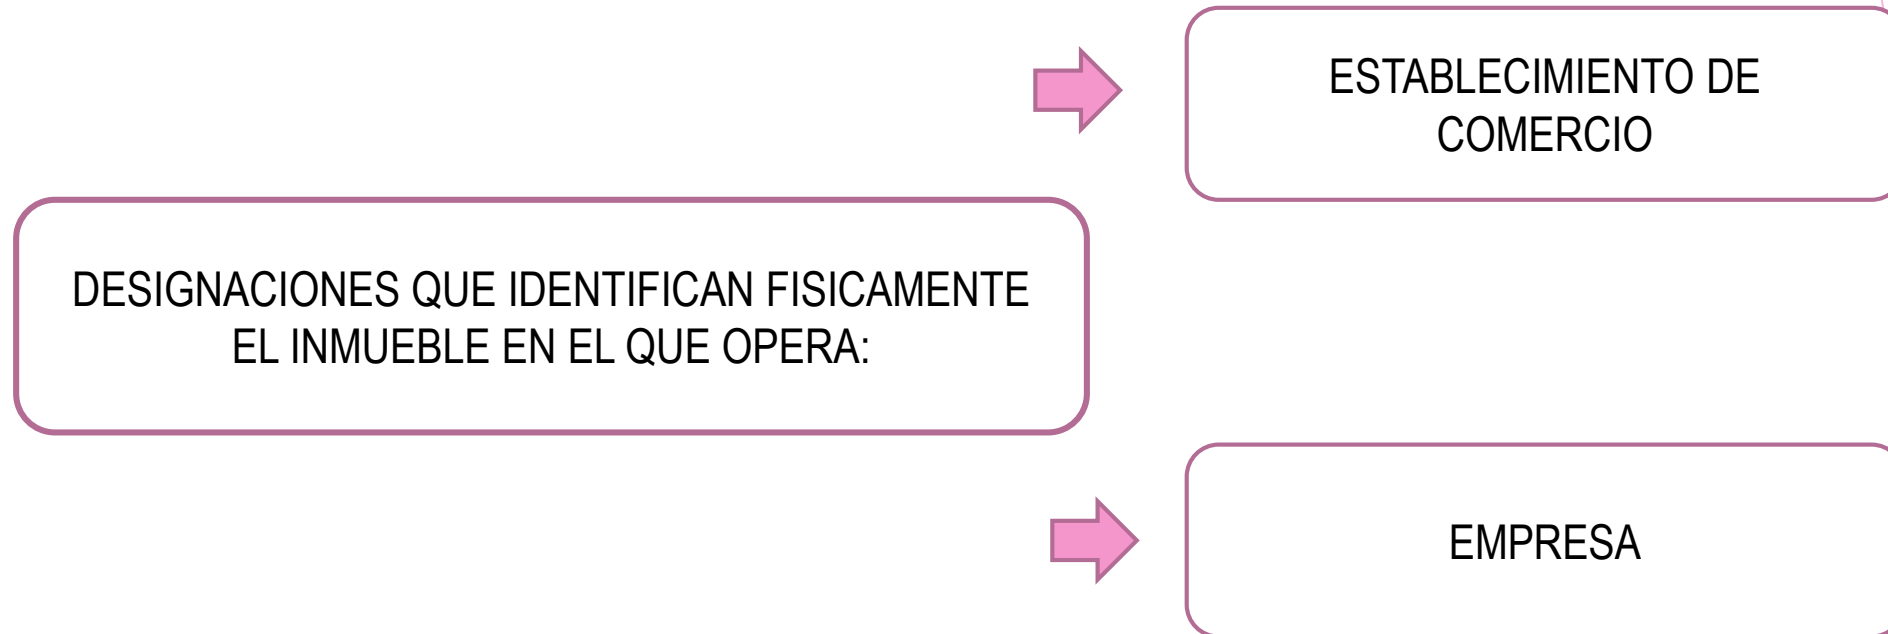 ESTABLECIMIENTO DE
COMERCIO
DESIGNACIONES QUE IDENTIFICAN FISICAMENTE
EL INMUEBLE EN EL QUE OPERA:
EMPRESA